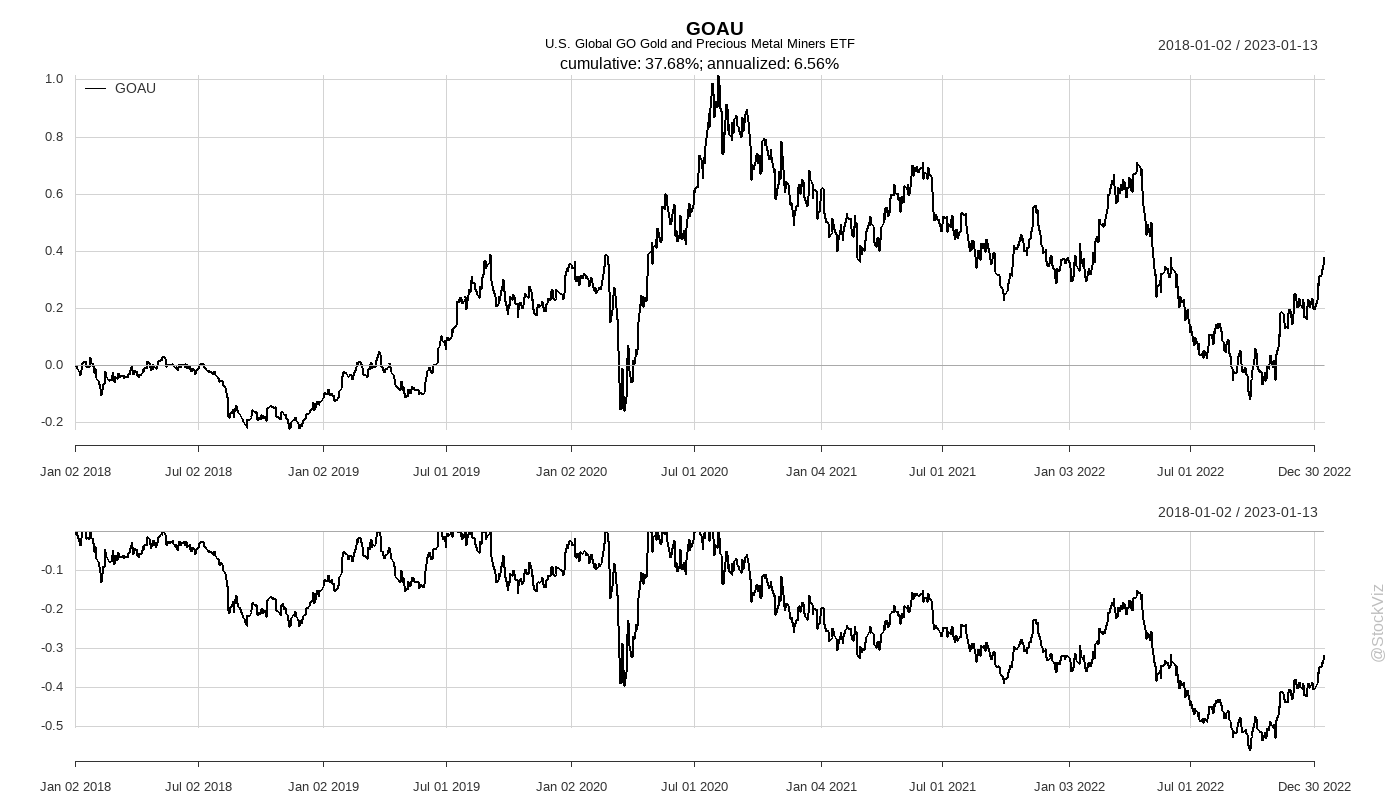 GOAU
U.S. Global GO Gold and Precious Metal Miners ETF
2018-01-02 / 2023-01-13
cumulative: 37.68%; annualized: 6.56%
GOAU
1.0
0.8
0.6
0.4
0.2
0.0
-0.2
Jan 02 2018 Jul 02 2018 Jan 02 2019 Jul 01 2019 Jan 02 2020 Jul 01 2020 Jan 04 2021 Jul 01 2021 Jan 03 2022 Jul 01 2022 Dec 30 2022
2018-01-02 / 2023-01-13
-0.1
-0.2
-0.3
-0.4
-0.5
Jan 02 2018 Jul 02 2018 Jan 02 2019 Jul 01 2019 Jan 02 2020 Jul 01 2020 Jan 04 2021 Jul 01 2021 Jan 03 2022 Jul 01 2022 Dec 30 2022
@StockViz